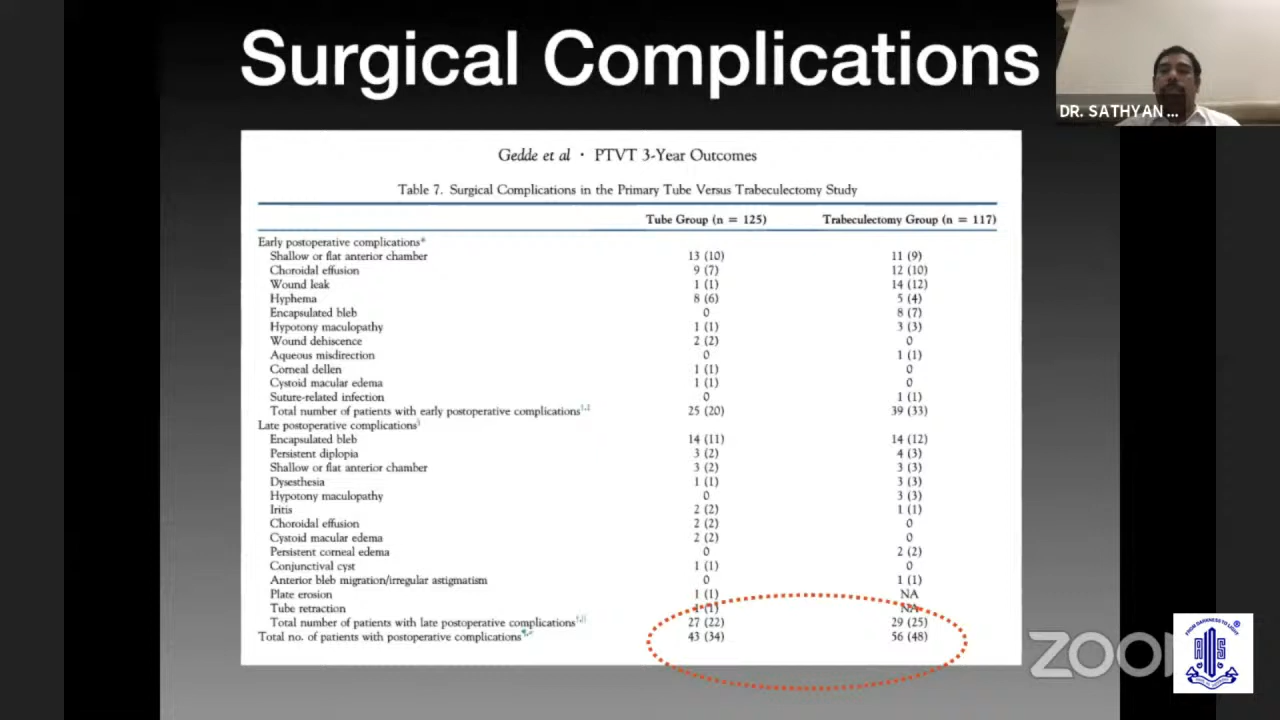 Surgical Complications
DR. SATHYAN ...
Gedde et al · PTVT 3-Year Outcomes
Table 7. Surgical Complications in the Primary Tube Versus Trabeculectomy Study
Tube Group (n = 125) Trabeculectomy Group (n = 117)
Early postoperative complications*
Shallow or flat anterior chamber 13 (10) 11 (9)
Choroidal effusion 9 (7) 12 (10)
Wound leak 1 (1) 14 (12)
Hyphema 8 (6) 5 (4)
Encapsulated bleb 0 8 (7)
Hypotony maculopathy 1 (1) 3 (3)
Wound dehiscence 2 (2) 0
Aqueous misdirection 0 1 (1)
Corneal dellen 1 (1) 0
Cystoid macular edema 1 (1) 0
Suture-related infection 0 1 (1)
Total number of patients with early postoperative complications 25 (20) 39 (33)
Late postoperative complications
Encapsulated bleb 14 (11) 14 (12)
Persistent diplopia 3 (2) 4 (3)
Shallow or flat anterior chamber 3 (2) 3 (3)
Dysesthesia 1 (1) 3 (3)
Hypotony maculopathy 0 3 (3)
Iritis 2 (2) 1 (1)
Choroidal effusion 2 (2) 0
Cystoid macular edema 2 (2) 0
Persistent corneal edema 0 2 (2)
Conjunctival cyst 1 (1) 0
Anterior bleb migration/irregular astigmatism 0 1 (1)
Plate erosion 1 (1) NA
Tube retraction 1 (1) NA
Total number of patients with late postoperative complications 27 (22) 29 (25)
Total no. of patients with postoperative complications 43 (34) 56 (48)
FROM DARKNESS TO LIGHT